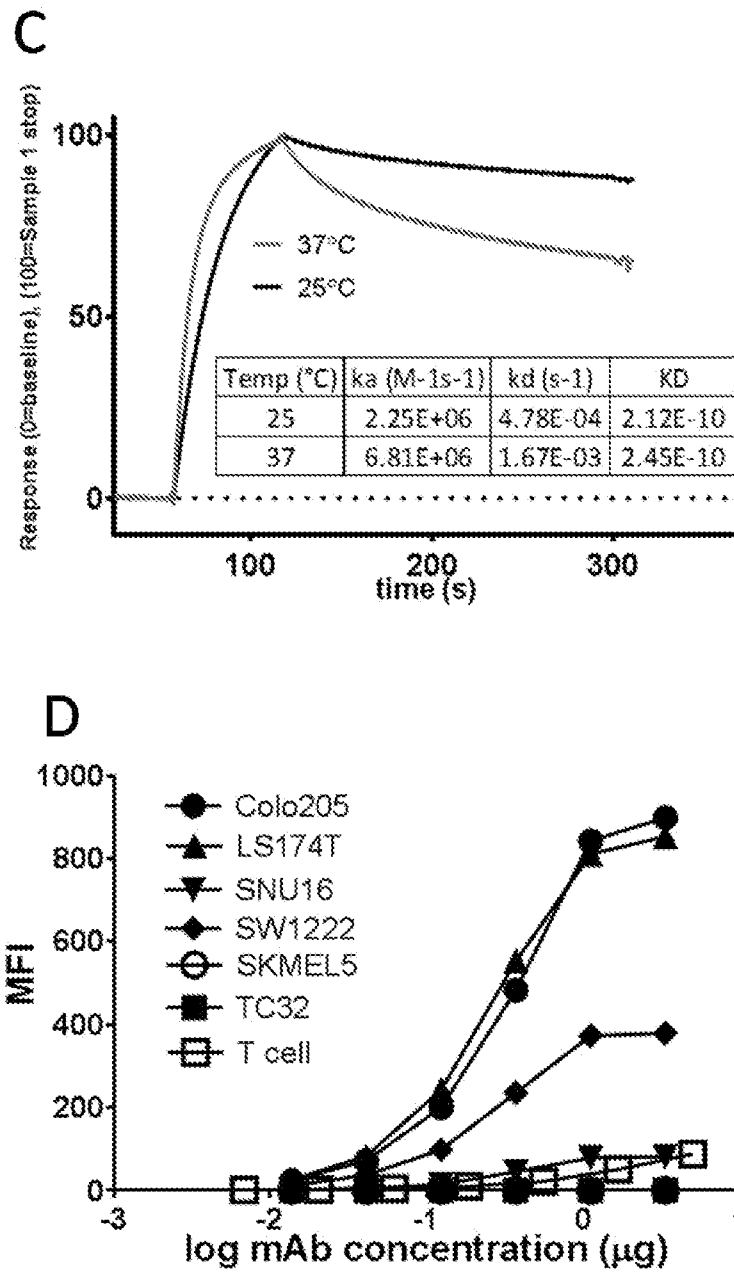 C
Response (0=baseline), (100=Sample 1 stop)
100
50
0
37°C
25°C
Temp (°C) ka (M-1s-1) kd (s-1) KD
25 2.25E+06 4.78E-04 2.12E-10
37 6.81E+06 1.67E-03 2.45E-10
100 200 300
time (s)
D
MFI
1000
800
600
400
200
0
Colo205
LS174T
SNU16
SW1222
SKMEL5
TC32
T cell
-3 -2 -1 0 1
log mAb concentration (µg)